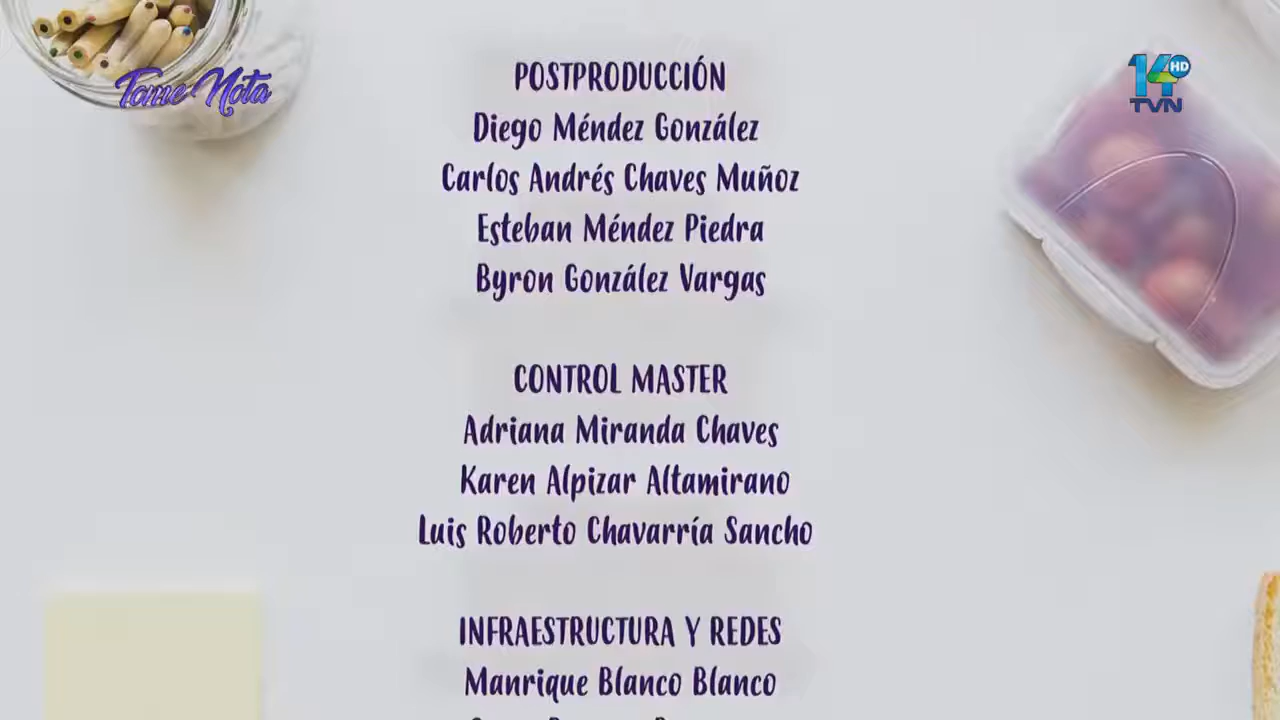 Tome Nota
14 HD
TVN
POSTPRODUCCIÓN
Diego Méndez González
Carlos Andrés Chaves Muñoz
Esteban Méndez Piedra
Byron González Vargas
CONTROL MASTER
Adriana Miranda Chaves
Karen Alpizar Altamirano
Luis Roberto Chavarría Sancho
INFRAESTRUCTURA Y REDES
Manrique Blanco Blanco